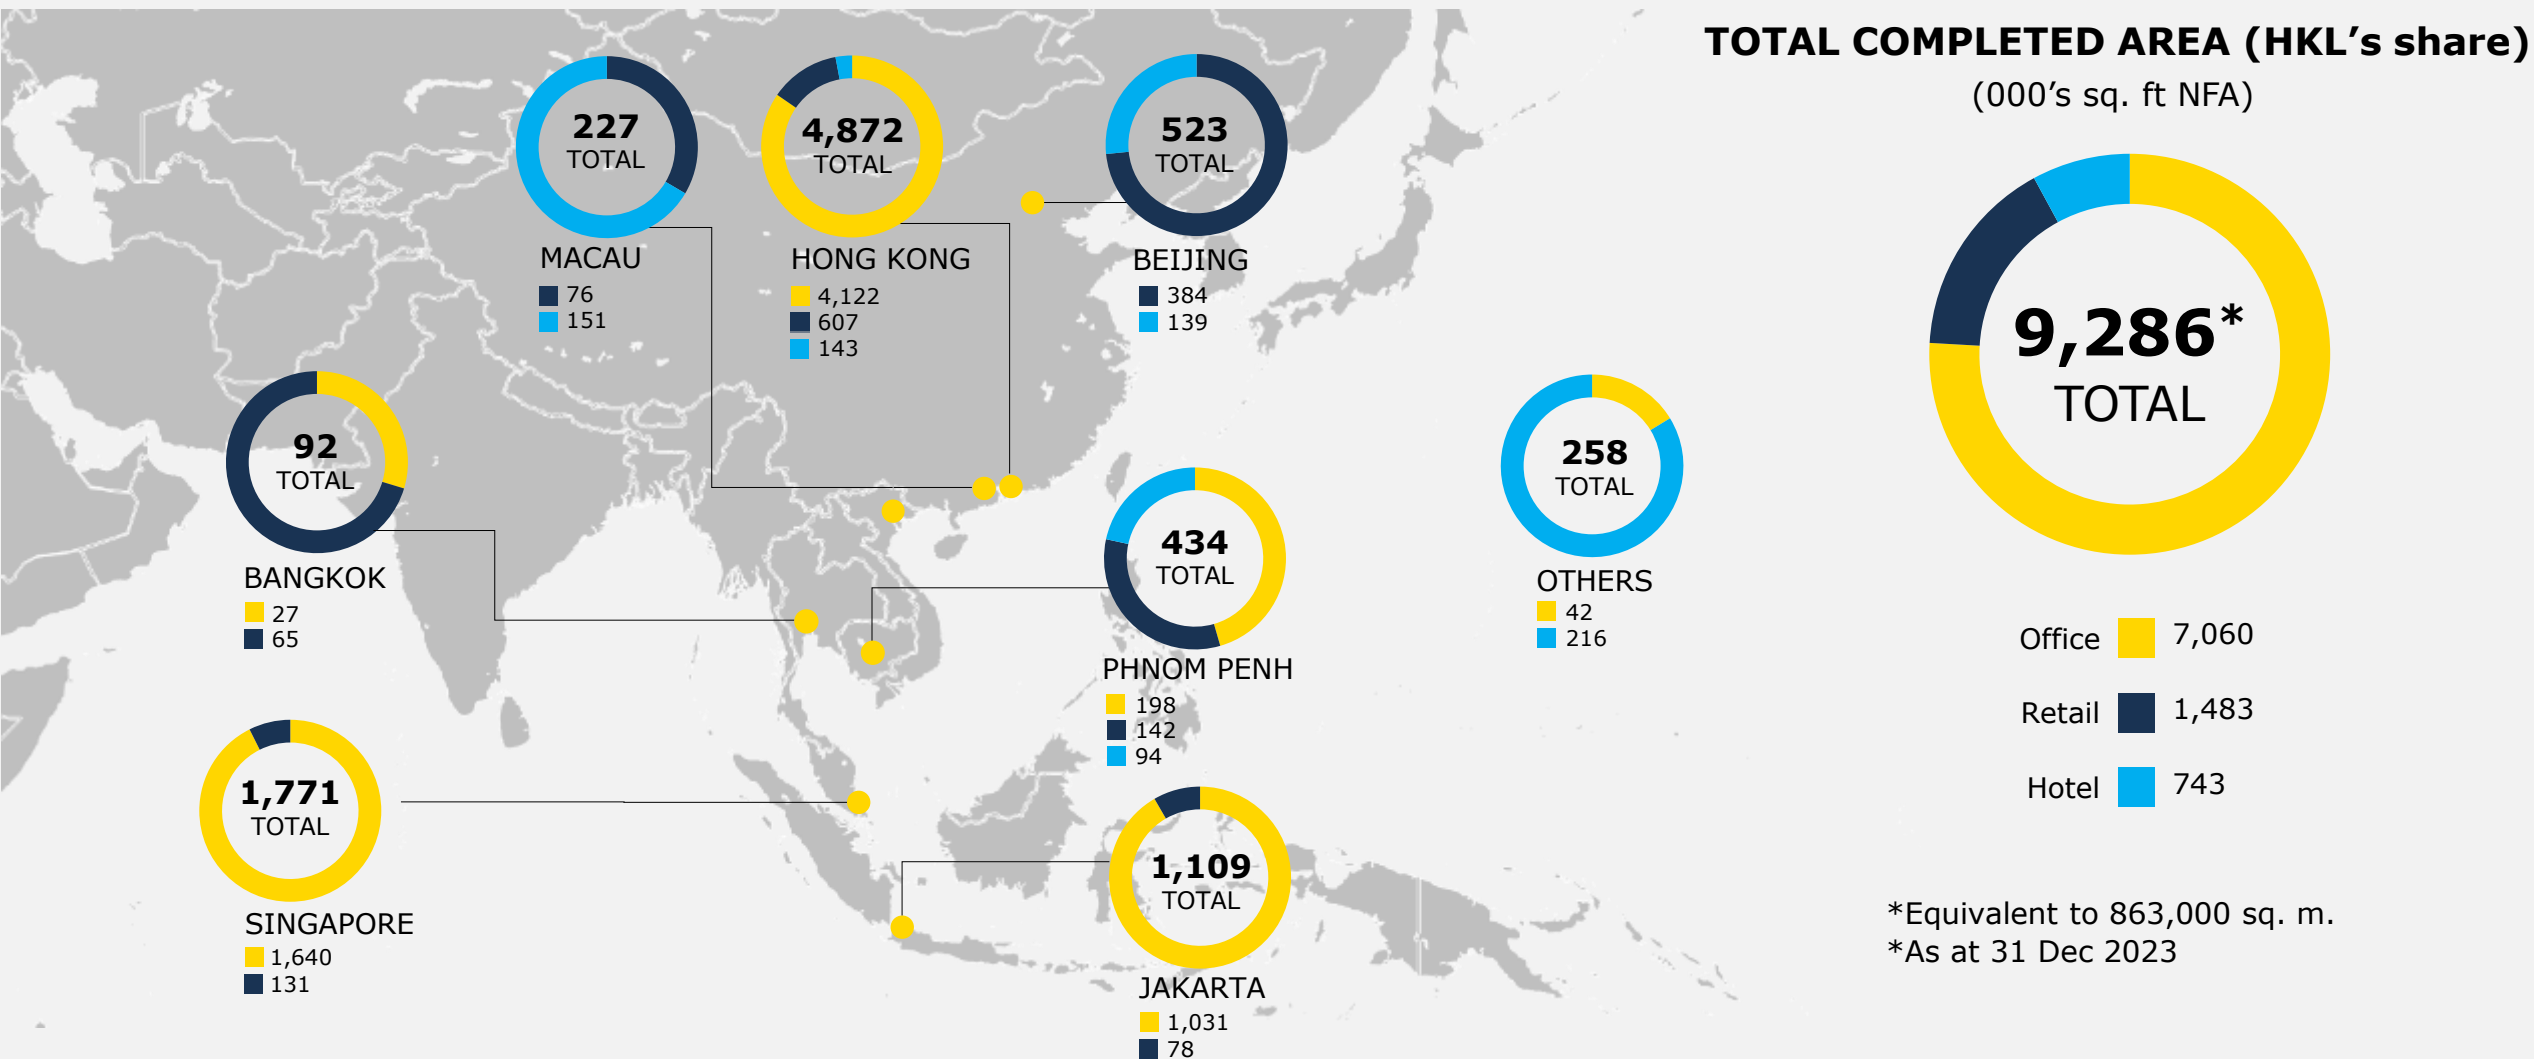 TOTAL COMPLETED AREA (HKL’s share)
(000’s sq. ft NFA)
227
TOTAL
MACAU
76
151
4,872
TOTAL
HONG KONG
4,122
607
143
523
TOTAL
BEIJING
384
139
92
TOTAL
BANGKOK
27
65
434
TOTAL
PHNOM PENH
198
142
94
258
TOTAL
OTHERS
42
216
1,771
TOTAL
SINGAPORE
1,640
131
1,109
TOTAL
JAKARTA
1,031
78
9,286*
TOTAL
Office 7,060
Retail 1,483
Hotel 743
*Equivalent to 863,000 sq. m.
*As at 31 Dec 2023